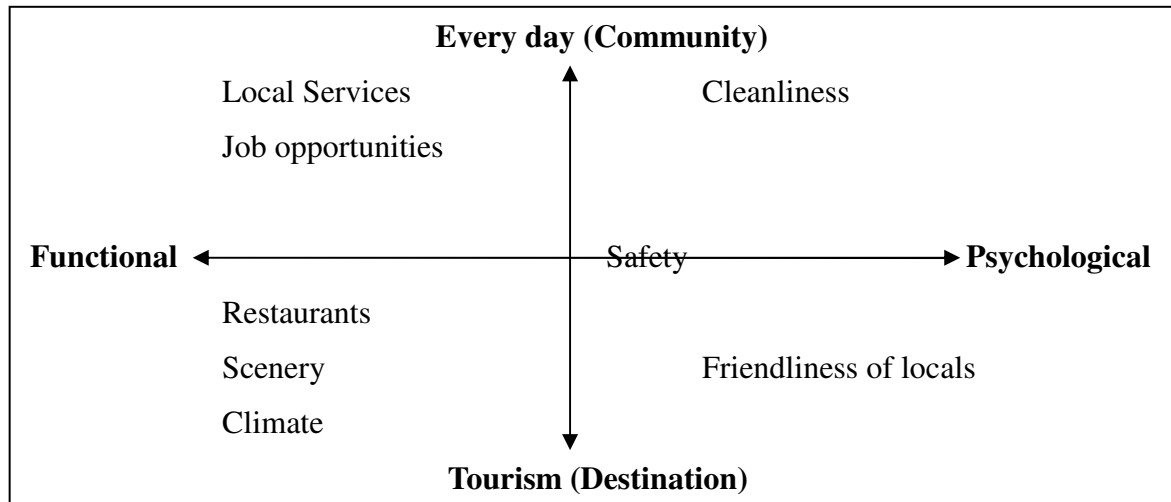 Every day (Community)
Local Services Cleanliness
Job opportunities
Functional Safety Psychological
Restaurants
Scenery Friendliness of locals
Climate
Tourism (Destination)